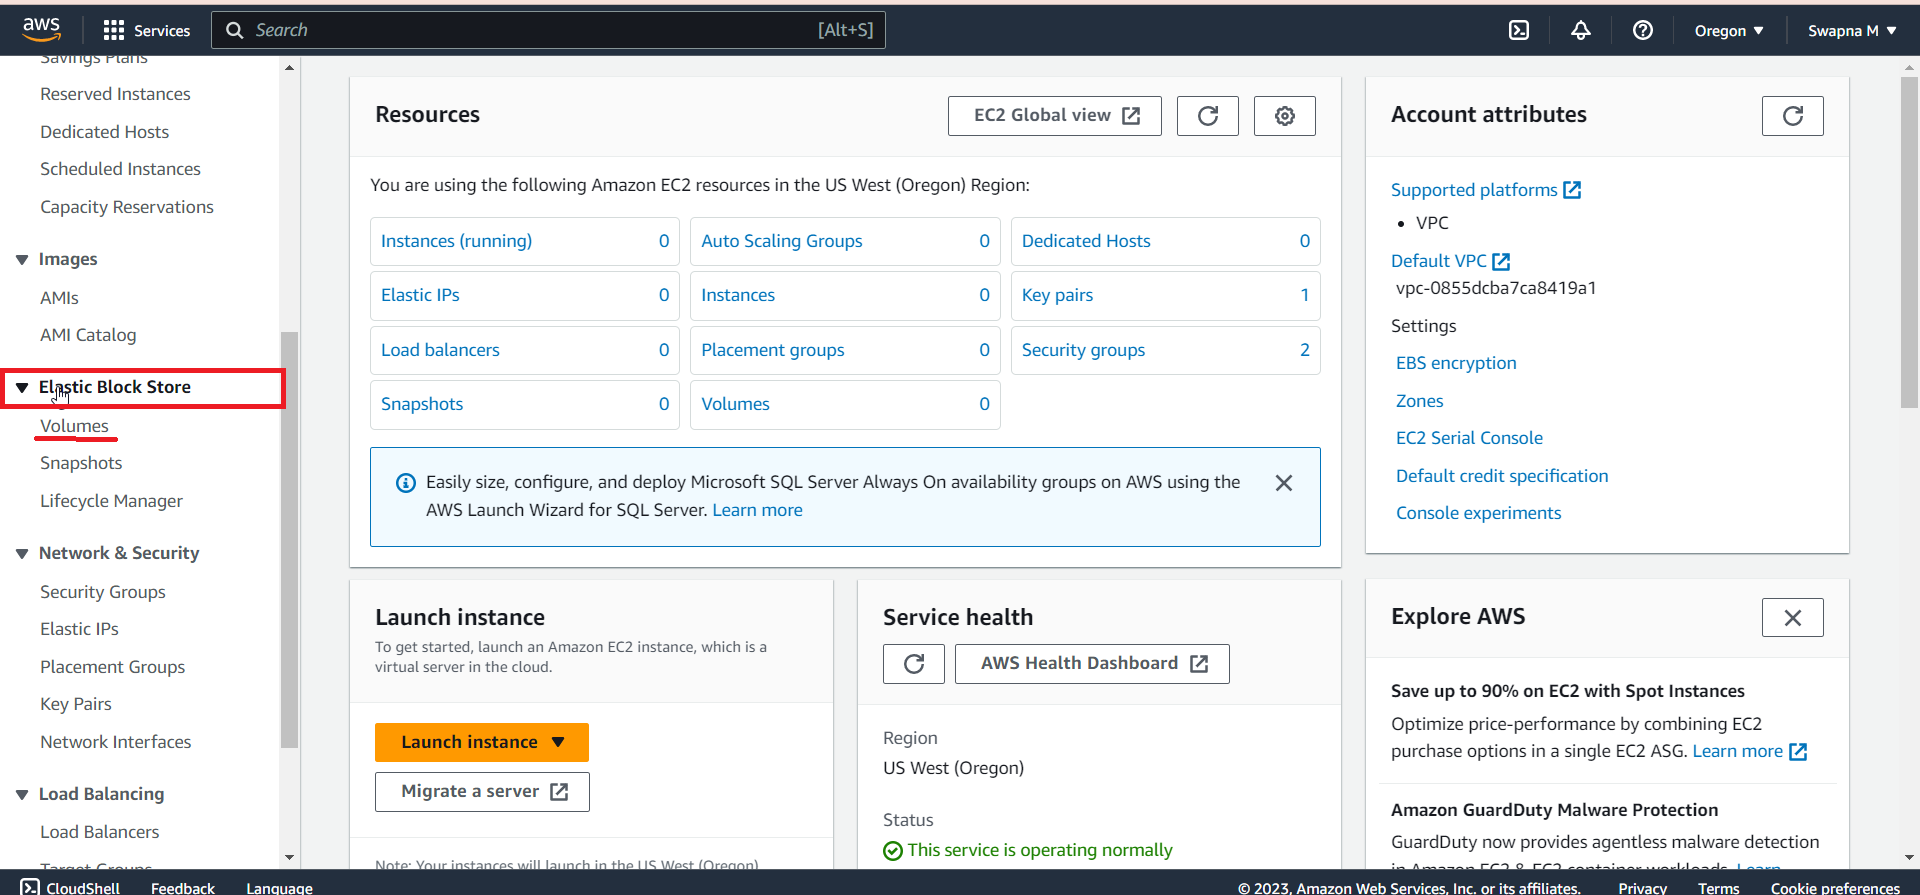 aws
Services
Search
[Alt+S]
Oregon
Swapna M
Savings Plans
Reserved Instances
Dedicated Hosts
Scheduled Instances
Capacity Reservations
Images
AMIs
AMI Catalog
Elastic Block Store
Volumes
Snapshots
Lifecycle Manager
Network & Security
Security Groups
Elastic IPs
Placement Groups
Key Pairs
Network Interfaces
Load Balancing
Load Balancers
Target Groups
Resources
EC2 Global view
You are using the following Amazon EC2 resources in the US West (Oregon) Region:
Instances (running) 0
Auto Scaling Groups 0
Dedicated Hosts 0
Elastic IPs 0
Instances 0
Key pairs 1
Load balancers 0
Placement groups 0
Security groups 2
Snapshots 0
Volumes 0
Easily size, configure, and deploy Microsoft SQL Server Always On availability groups on AWS using the
AWS Launch Wizard for SQL Server. Learn more
Launch instance
To get started, launch an Amazon EC2 instance, which is a
virtual server in the cloud.
Launch instance
Migrate a server
Note: Your instances will launch in the US West (Oregon)
Service health
AWS Health Dashboard
Region
US West (Oregon)
Status
This service is operating normally
Account attributes
Supported platforms
• VPC
Default VPC
vpc-0855dcba7ca8419a1
Settings
EBS encryption
Zones
EC2 Serial Console
Default credit specification
Console experiments
Explore AWS
Save up to 90% on EC2 with Spot Instances
Optimize price-performance by combining EC2
purchase options in a single EC2 ASG. Learn more
Amazon GuardDuty Malware Protection
GuardDuty now provides agentless malware detection
in Amazon EC2 & EC2 container workloads. Learn
CloudShell
Feedback
Language
© 2023, Amazon Web Services, Inc. or its affiliates.
Privacy
Terms
Cookie preferences